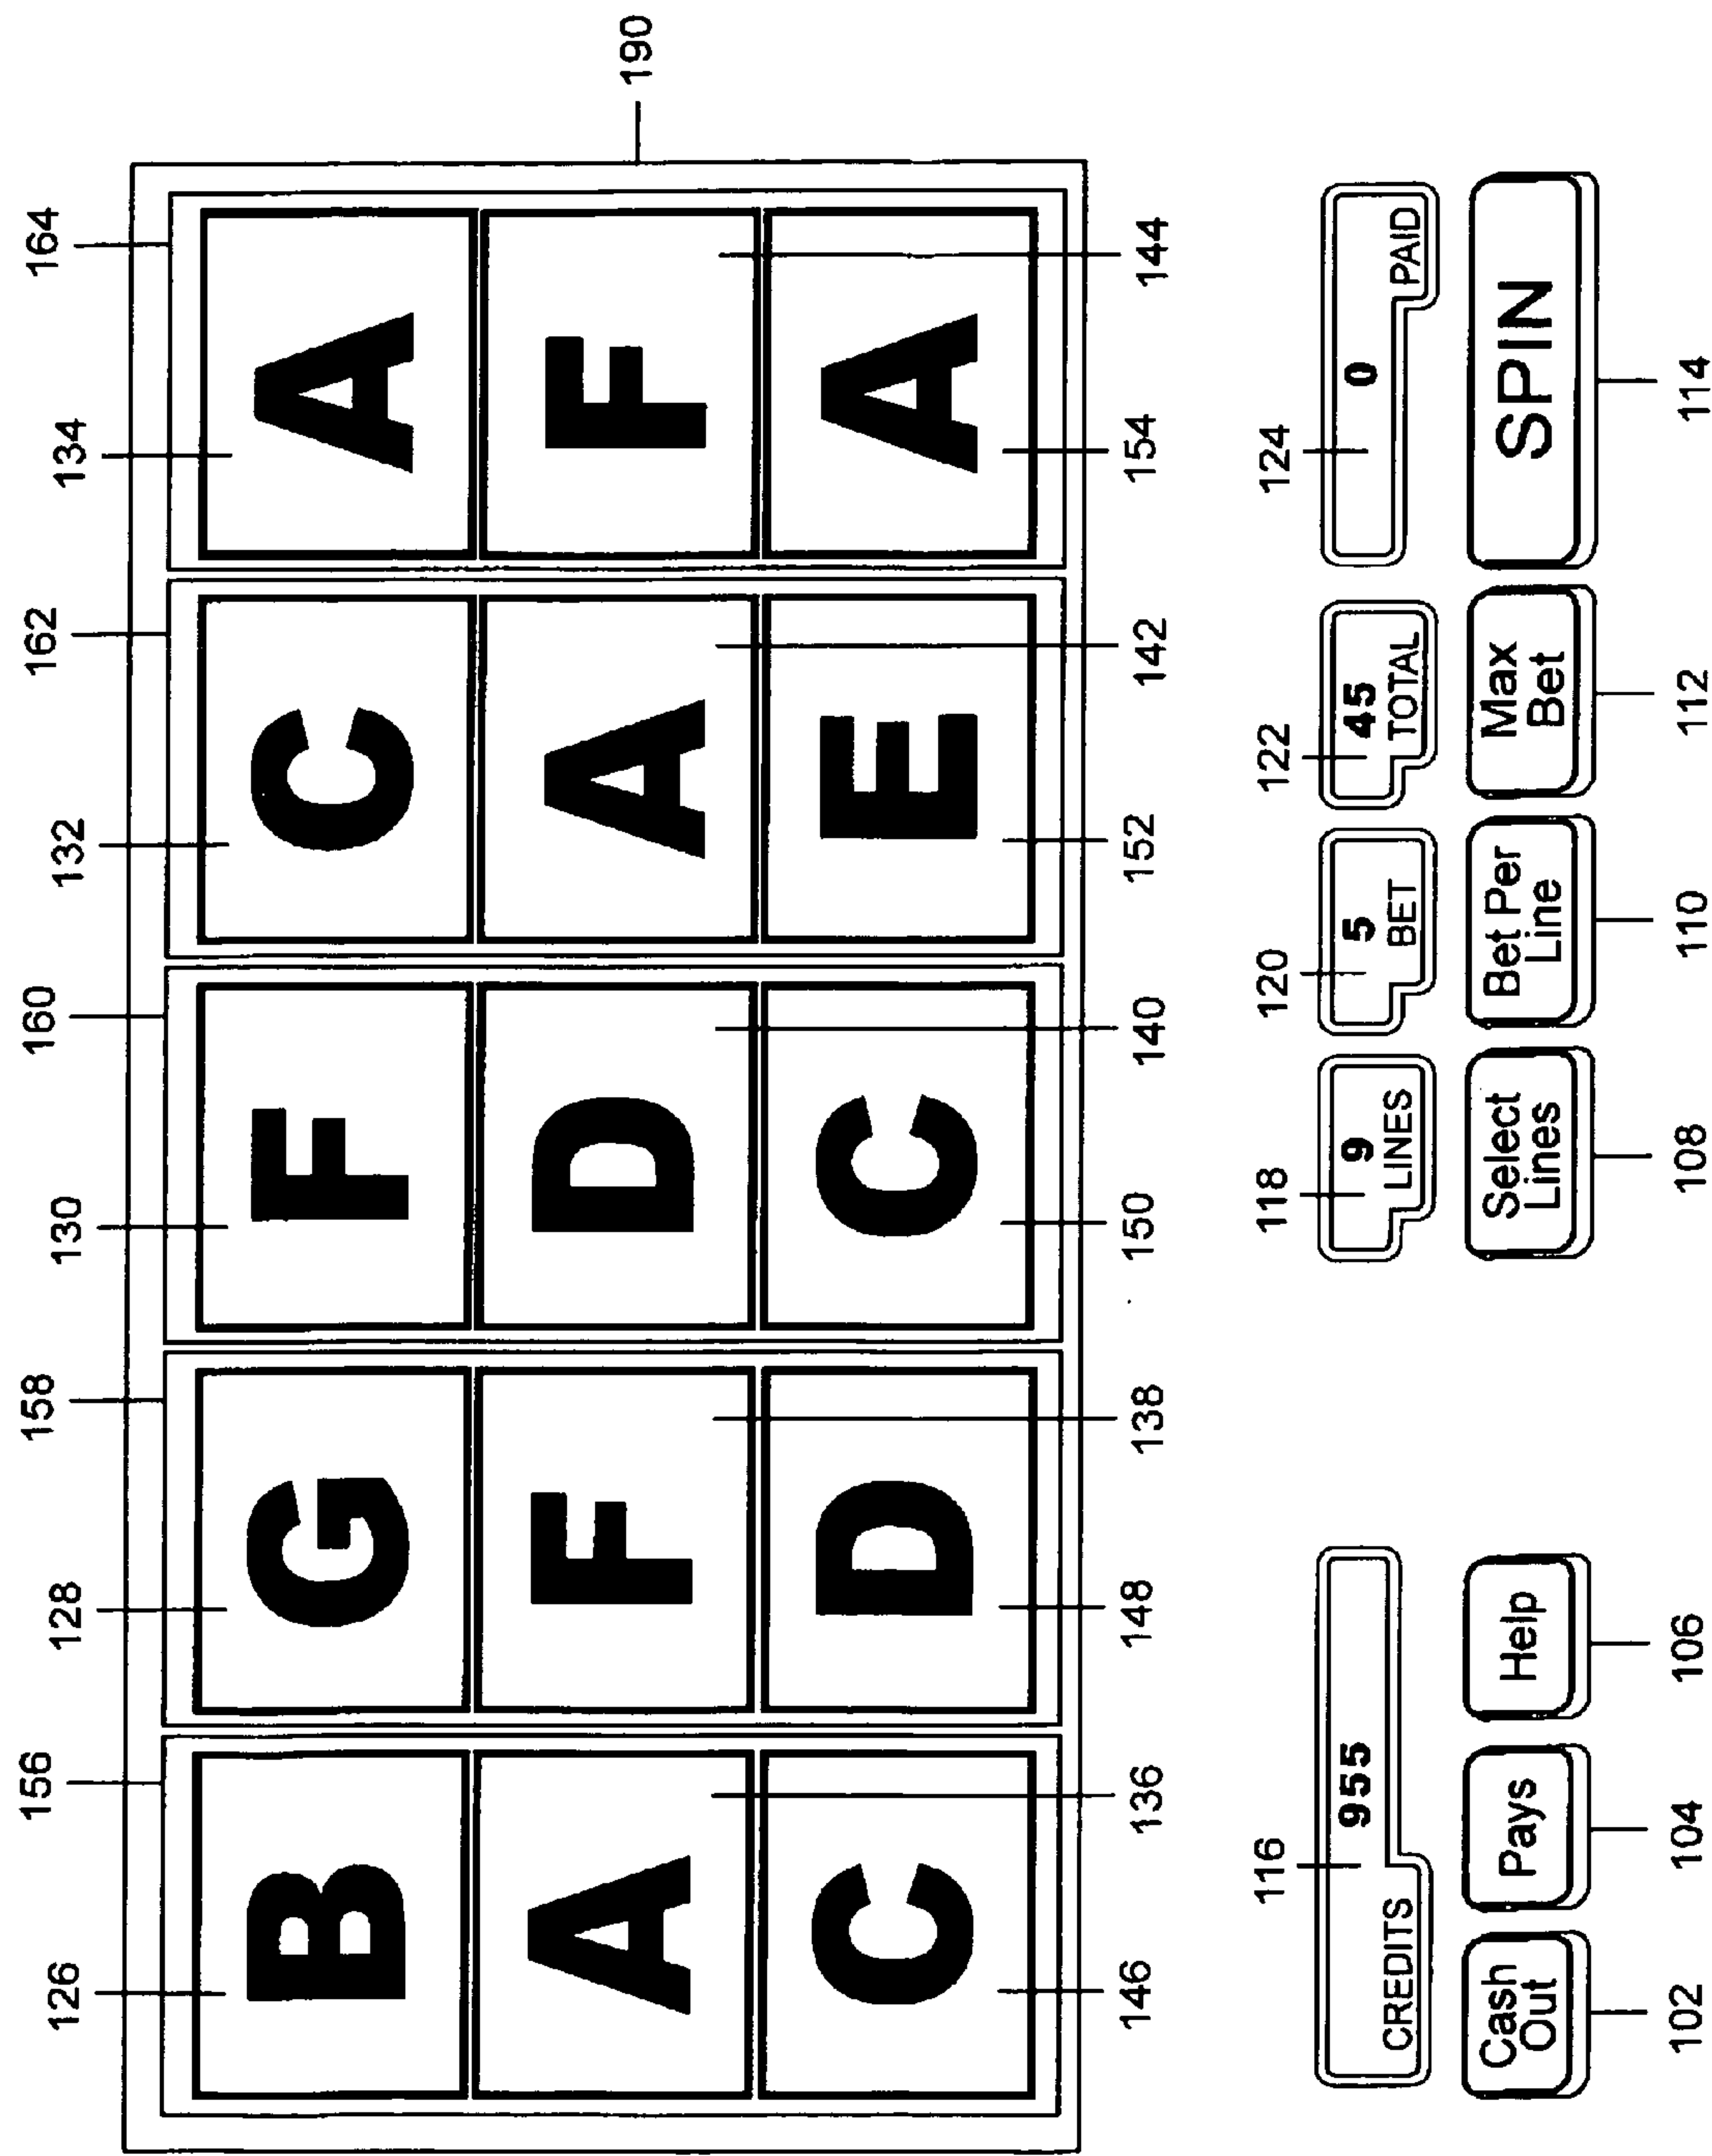 156 158 160 162 164
126 128 130 132 134
190
B G F C A
A F D A F
C D C E A
146 136 148 138 150 140 152 142 154 144
116 118 120 122 124
955 9 5 45 0
CREDITS LINES BET TOTAL PAID
Cash Out Pays Help Select Lines Bet Per Line Max Bet SPIN
102 104 106 108 110 112 114